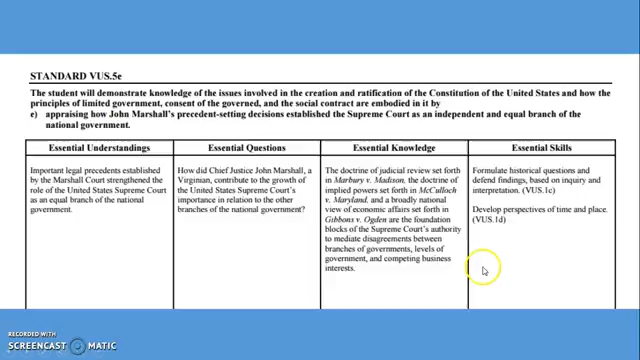 STANDARD VUS.5e
The student will demonstrate knowledge of the issues involved in the creation and ratification of the Constitution of the United States and how the
principles of limited government, consent of the governed, and the social contract are embodied in it by
e) appraising how John Marshall's precedent-setting decisions established the Supreme Court as an independent and equal branch of the
national government.
Essential Understandings
Important legal precedents established
by the Marshall Court strengthened the
role of the United States Supreme Court
as an equal branch of the national
government.
Essential Questions
How did Chief Justice John Marshall, a
Virginian, contribute to the growth of
the United States Supreme Court's
importance in relation to the other
branches of the national government?
Essential Knowledge
The doctrine of judicial review set forth
in Marbury v. Madison, the doctrine of
implied powers set forth in McCulloch
v. Maryland, and a broadly national
view of economic affairs set forth in
Gibbons v. Ogden are the foundation
blocks of the Supreme Court's authority
to mediate disagreements between
branches of governments, levels of
government, and competing business
interests.
Essential Skills
Formulate historical questions and
defend findings, based on inquiry and
interpretation. (VUS.1c)
Develop perspectives of time and place.
(VUS.1d)
RECORDED WITH
SCREENCAST MATIC